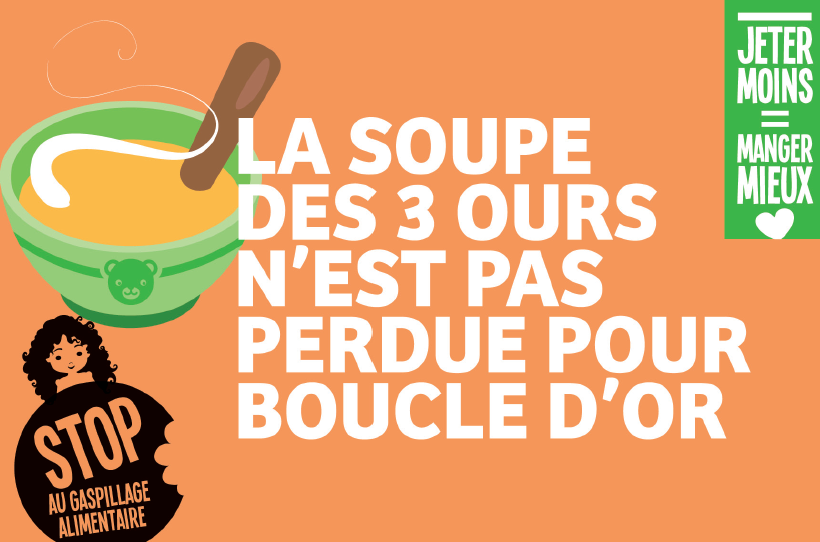 LA SOUPE
DES 3 OURS
N'EST PAS
PERDUE POUR
BOUCLE D'OR
JETER
MOINS
=
MANGER
MIEUX
STOP
AU GASPILLAGE
ALIMENTAIRE